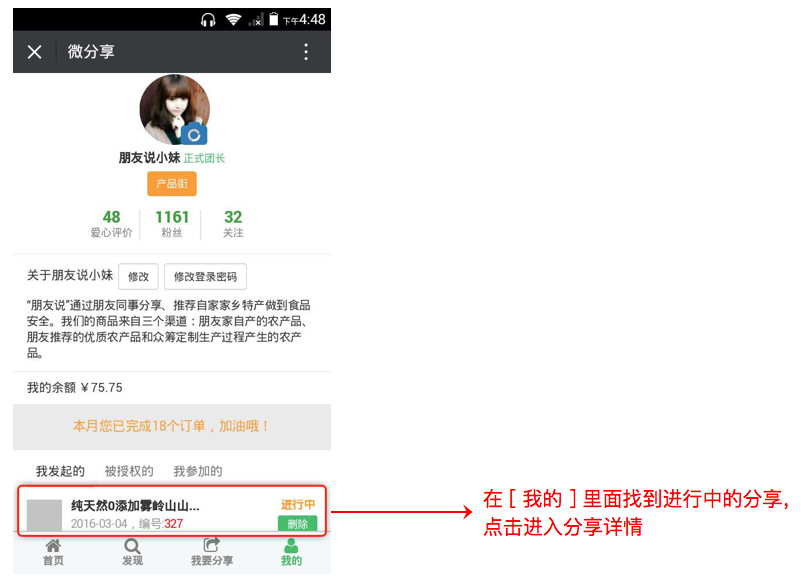 下午4:48
微分享
朋友说小妹 正式团长
产品街
48 1161 32
爱心评价 粉丝 关注
关于朋友说小妹 修改 修改登录密码
“朋友说”通过朋友同事分享、推荐自家家乡特产做到食品
安全。我们的商品来自三个渠道：朋友家自产的农产品、
朋友推荐的优质农产品和众筹定制生产过程产生的农产
品。
我的余额 ￥75.75
本月您已完成18个订单，加油哦！
我发起的 被授权的 我参加的
纯天然0添加雾岭山山... 进行中
2016-03-04，编号:327 删除
首页 发现 我要分享 我的
在 [ 我的 ] 里面找到进行中的分享,
点击进入分享详情